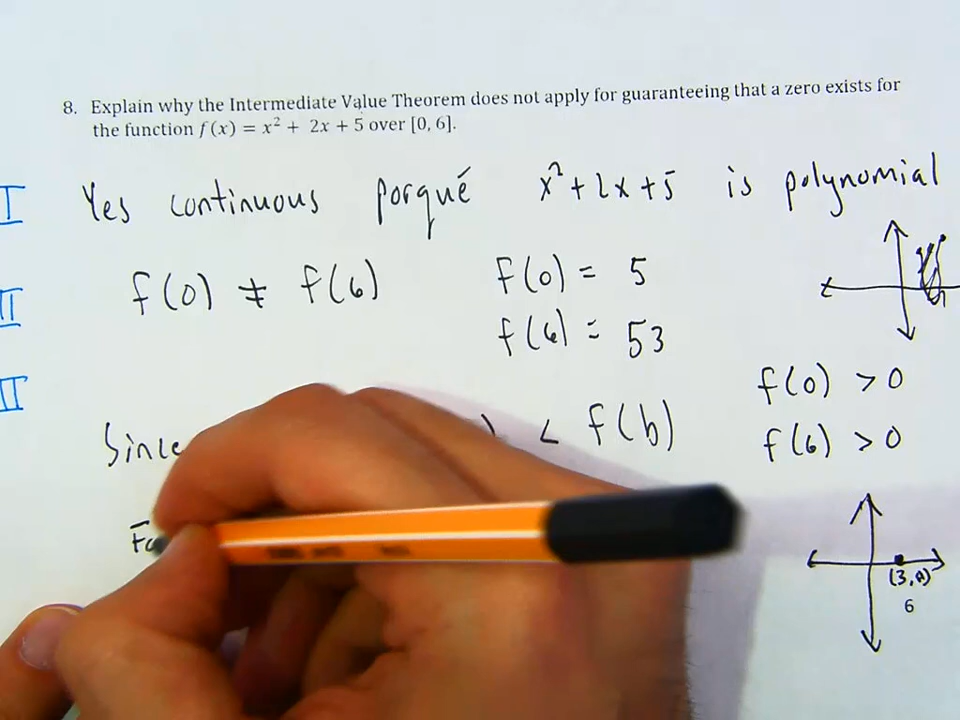 8. Explain why the Intermediate Value Theorem does not apply for guaranteeing that a zero exists for
the function f(x) = x² + 2x + 5 over [0, 6].
I Yes continuous porqué x²+2x+5 is polynomial
II f(0) ≠ f(6)
f(0) = 5
f(6) = 53
II
f(0) > 0
f(6) > 0
Since ) < f(b)
(3,0)
6